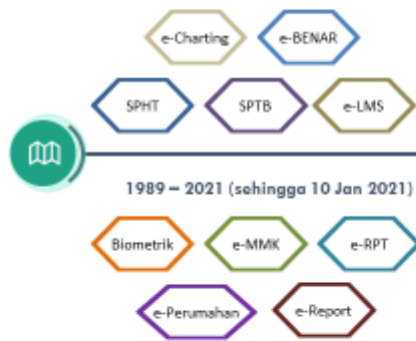 e-Charting
e-BENAR
SPHT
SPTB
e-LMS
1989 – 2021 (sehingga 10 Jan 2021)
Biometrik
e-MMK
e-RPT
e-Perumahan
e-Report